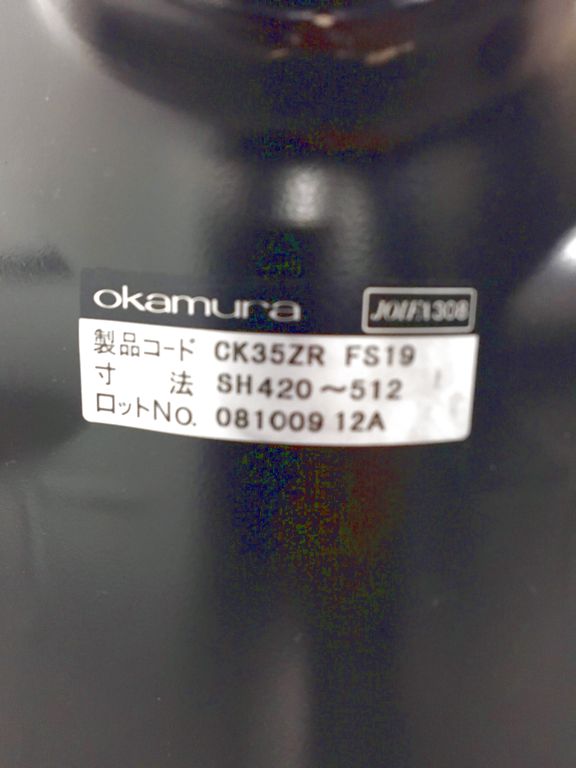 okamura JOIFA308
製品コード CK35ZR FS19
寸 法 SH420～512
ロットNO. 081009 12A